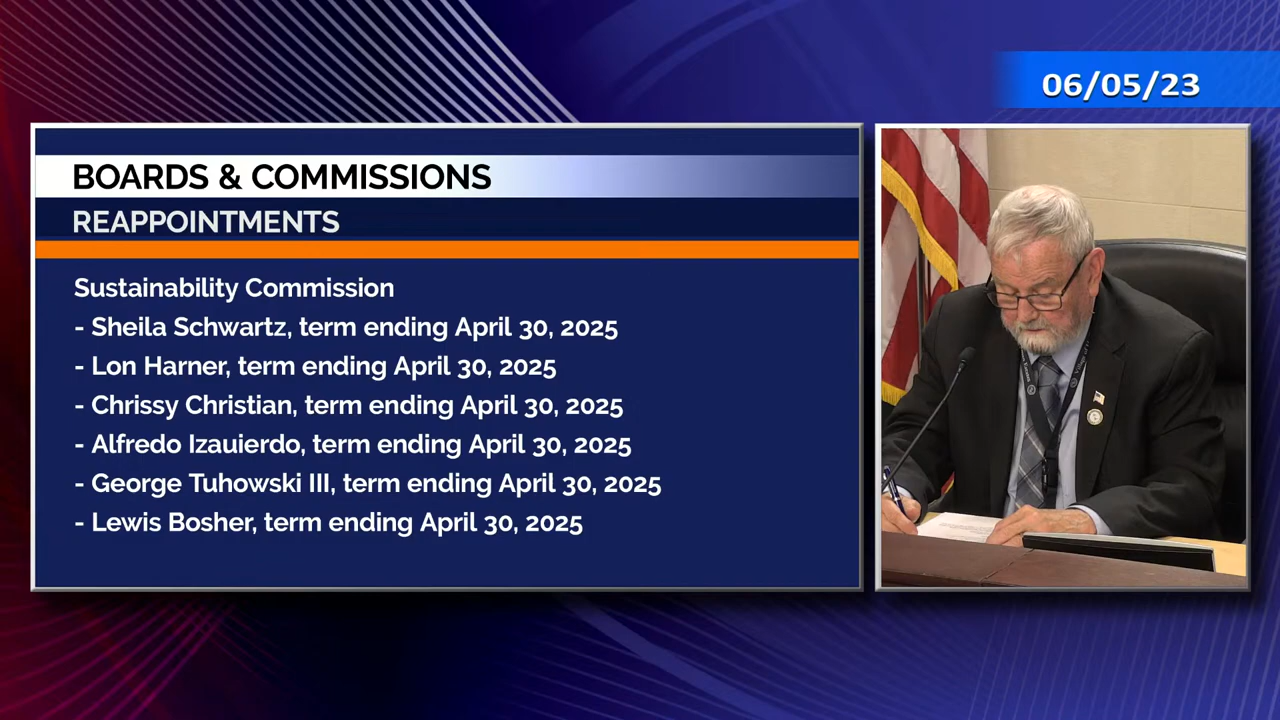 06/05/23
BOARDS & COMMISSIONS
REAPPOINTMENTS
Sustainability Commission
- Sheila Schwartz, term ending April 30, 2025
- Lon Harner, term ending April 30, 2025
- Chrissy Christian, term ending April 30, 2025
- Alfredo Izauierdo, term ending April 30, 2025
- George Tuhowski III, term ending April 30, 2025
- Lewis Bosher, term ending April 30, 2025